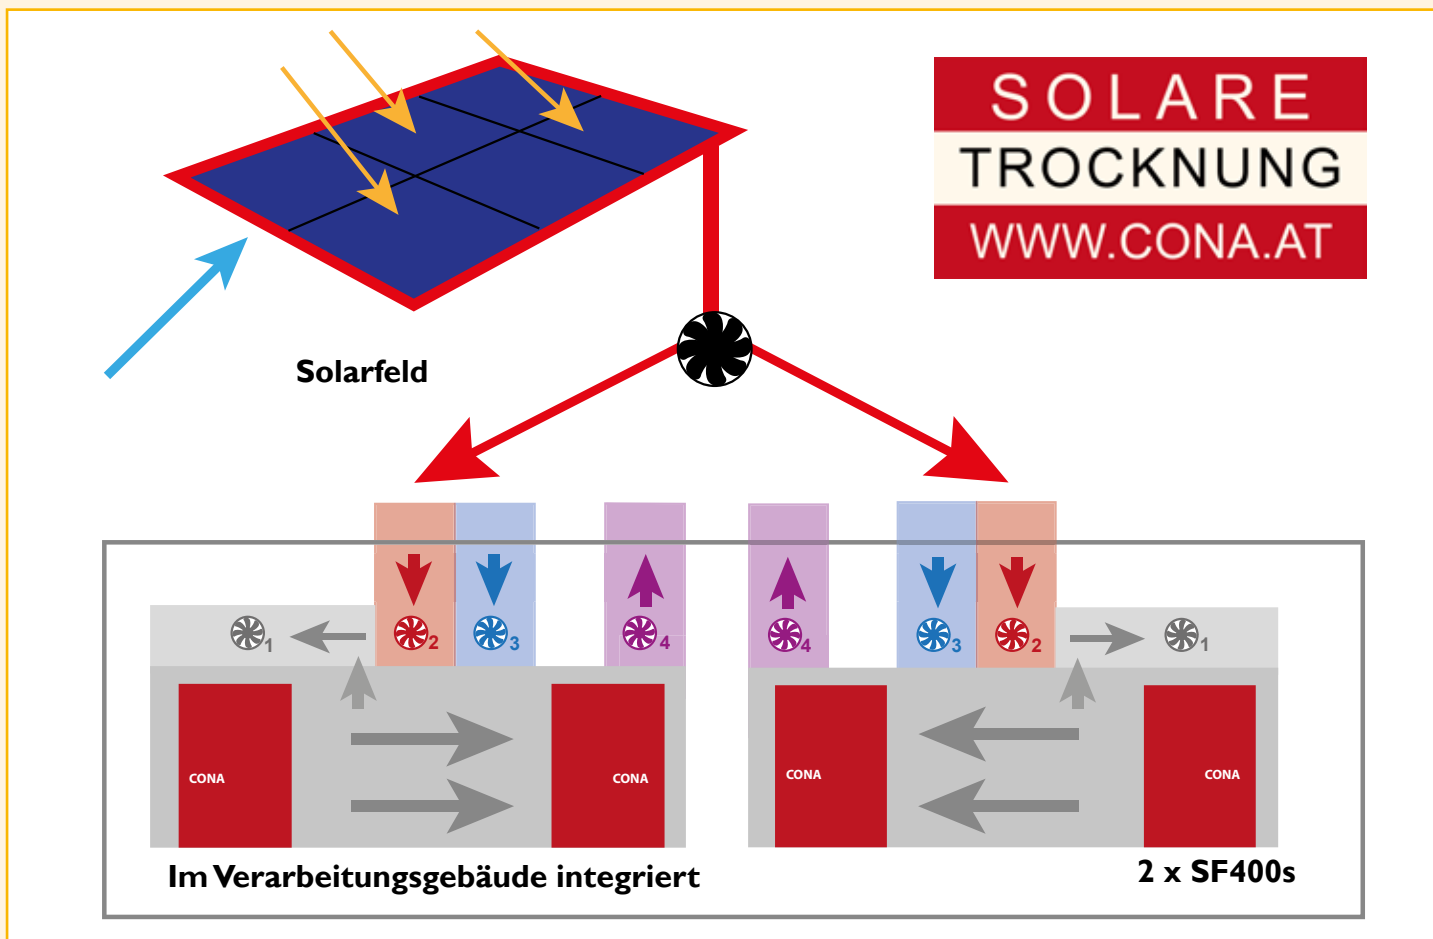 SOLARE
TROCKNUNG
WWW.CONA.AT
Solarfeld
1 2 3 4 4 3 2 1
CONA CONA CONA CONA
Im Verarbeitungsgebäude integriert
2 x SF400s